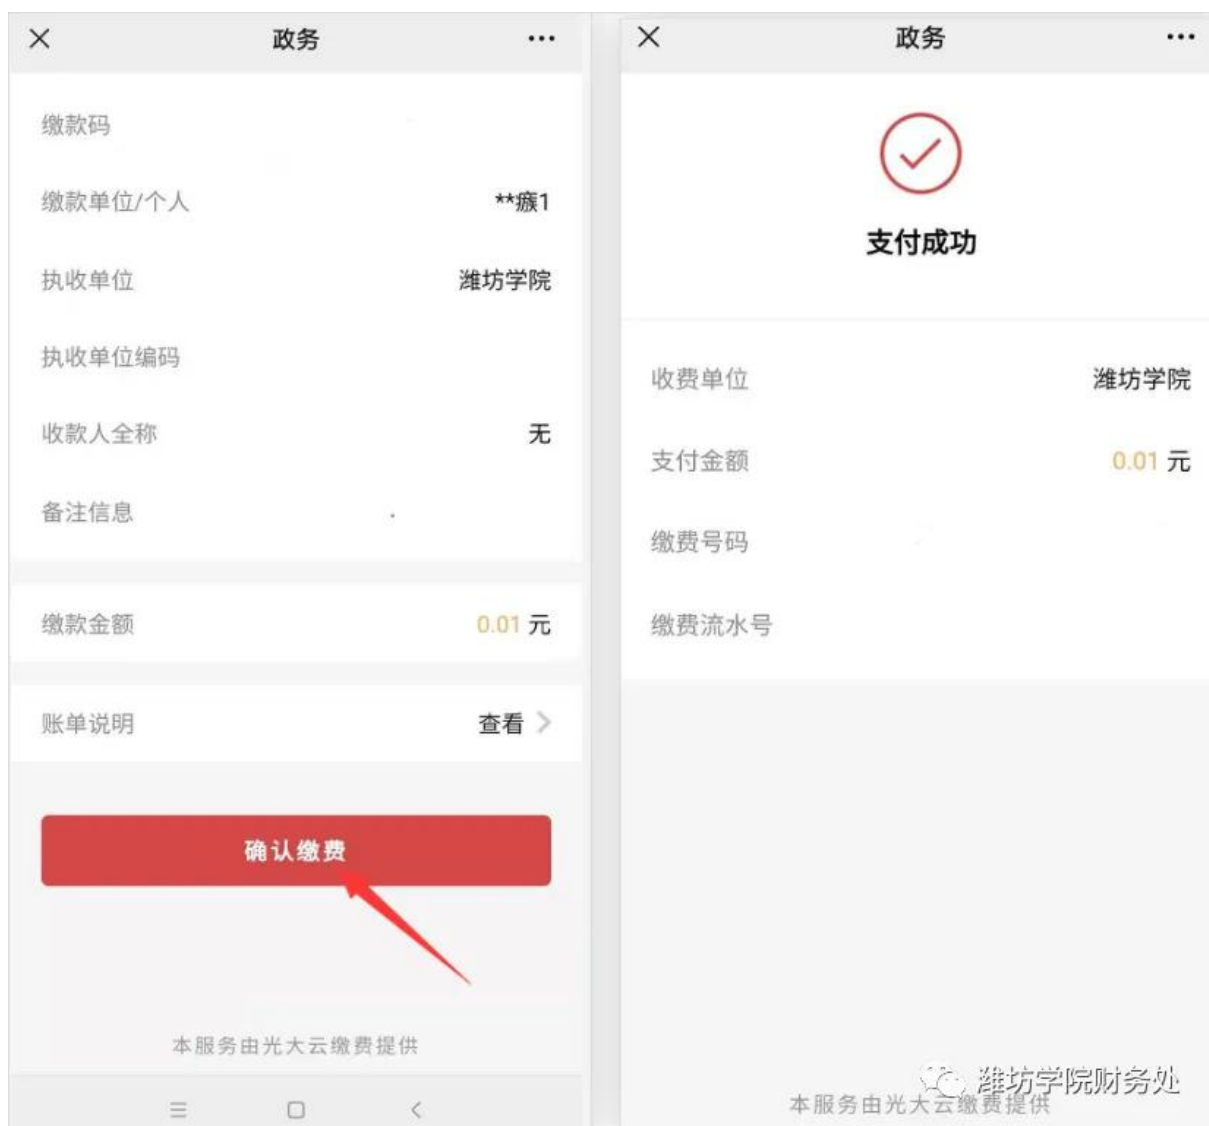 政务
缴款码
缴款单位/个人 **瘯1
执收单位 潍坊学院
执收单位编码
收款人全称 无
备注信息
缴款金额 0.01 元
账单说明 查看
确认缴费
本服务由光大云缴费提供
政务
支付成功
收费单位 潍坊学院
支付金额 0.01 元
缴费号码
缴费流水号
潍坊学院财务处
本服务由光大云缴费提供